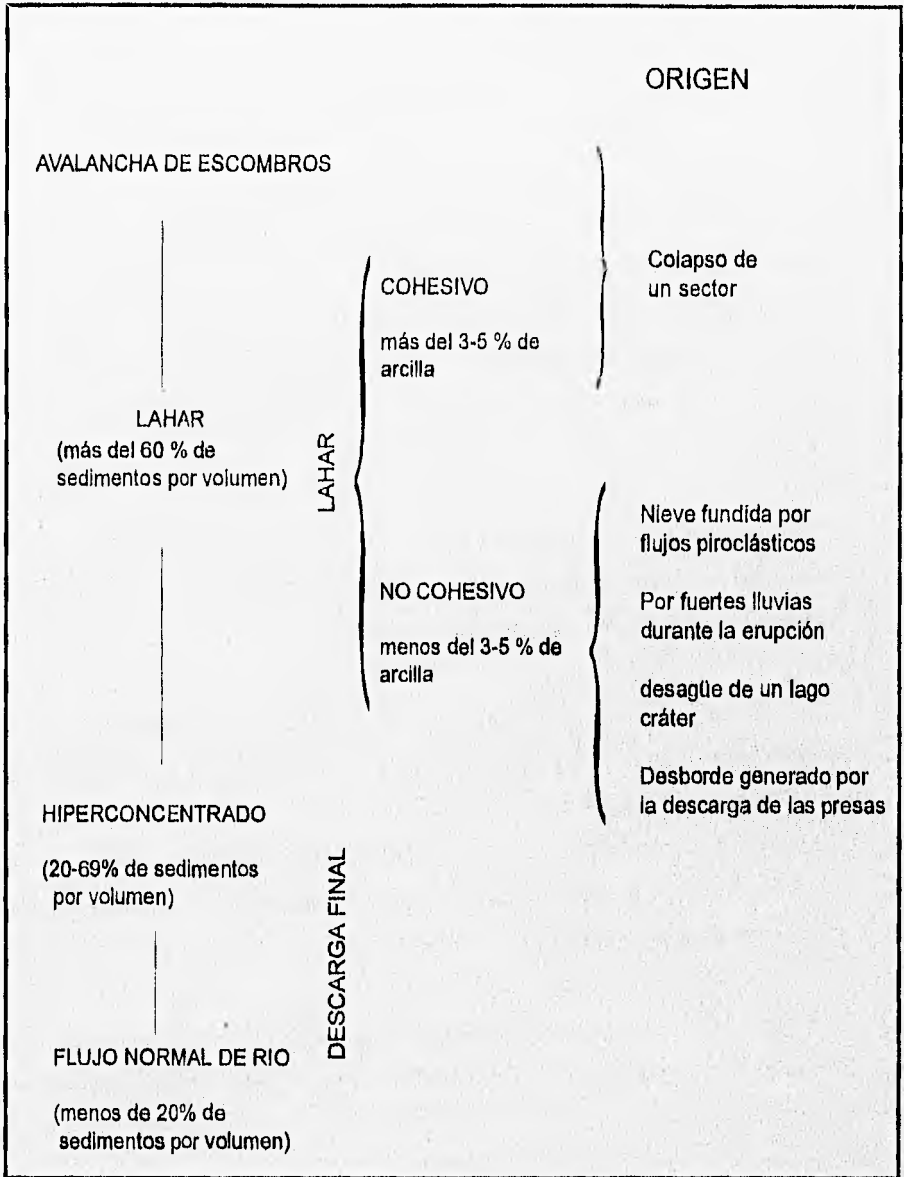 ORIGEN
AVALANCHA DE ESCOMBROS
Colapso de
un sector
COHESIVO
más del 3-5 % de
arcilla
LAHAR
(más del 60 % de
sedimentos por volumen)
LAHAR
Nieve fundida por
flujos piroclásticos
Por fuertes lluvias
durante la erupción
desagüe de un lago
cráter
Desborde generado por
la descarga de las presas
NO COHESIVO
menos del 3-5 % de
arcilla
HIPERCONCENTRADO
(20-69% de sedimentos
por volumen)
DESCARGA FINAL
FLUJO NORMAL DE RIO
(menos de 20% de
sedimentos por volumen)